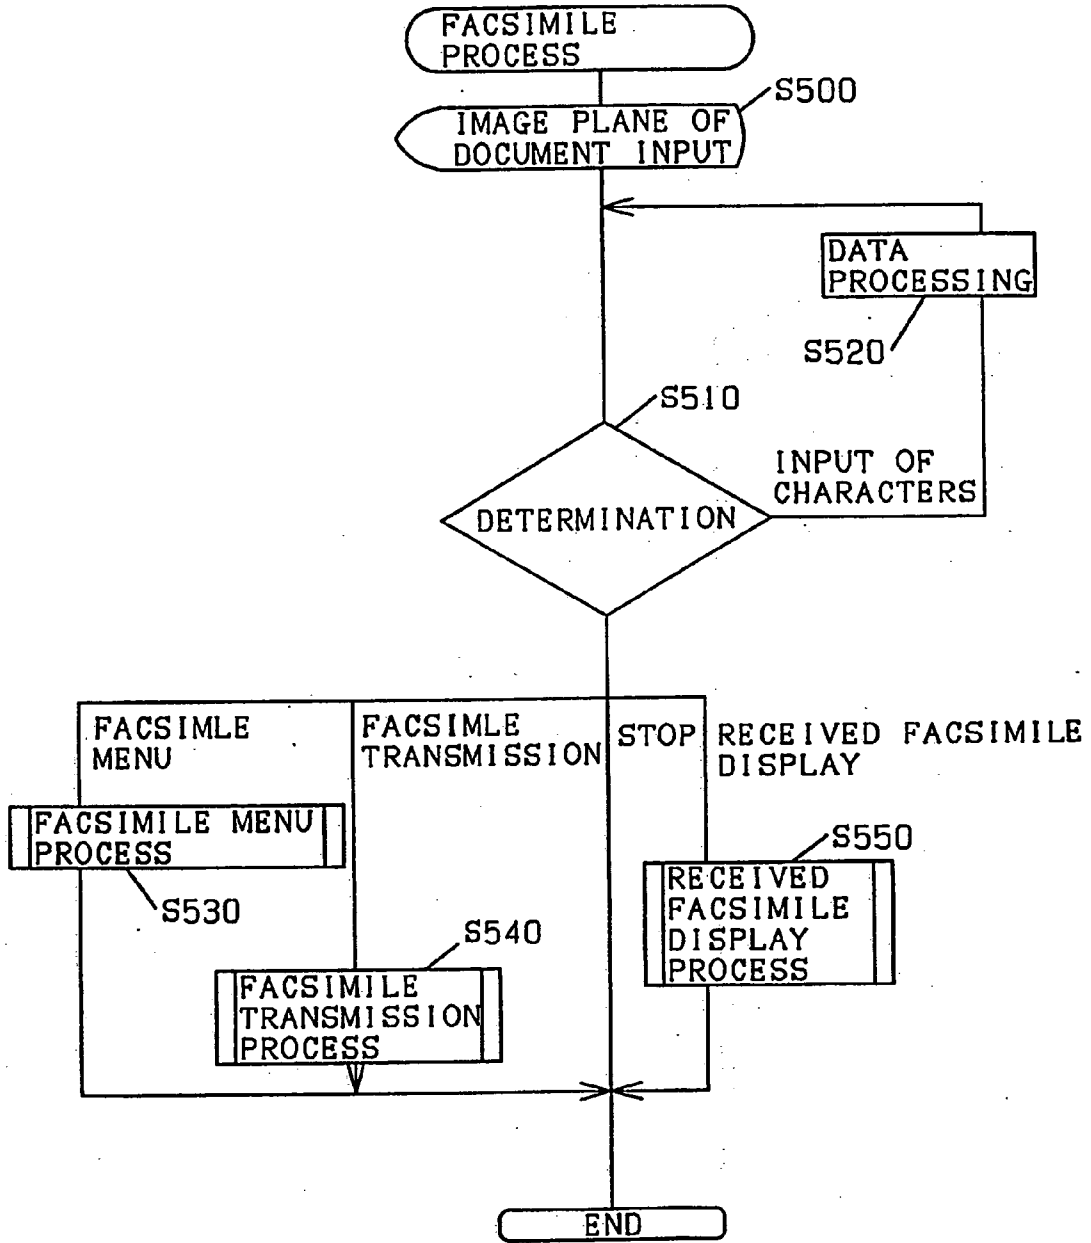 FACSIMILE
PROCESS
S500
IMAGE PLANE OF
DOCUMENT INPUT
DATA
PROCESSING
S520
S510
INPUT OF
CHARACTERS
DETERMINATION
FACSIMLE
MENU
FACSIMLE
TRANSMISSION
STOP
RECEIVED FACSIMILE
DISPLAY
FACSIMILE MENU
PROCESS
S530
S550
RECEIVED
FACSIMILE
DISPLAY
PROCESS
S540
FACSIMILE
TRANSMISSION
PROCESS
END